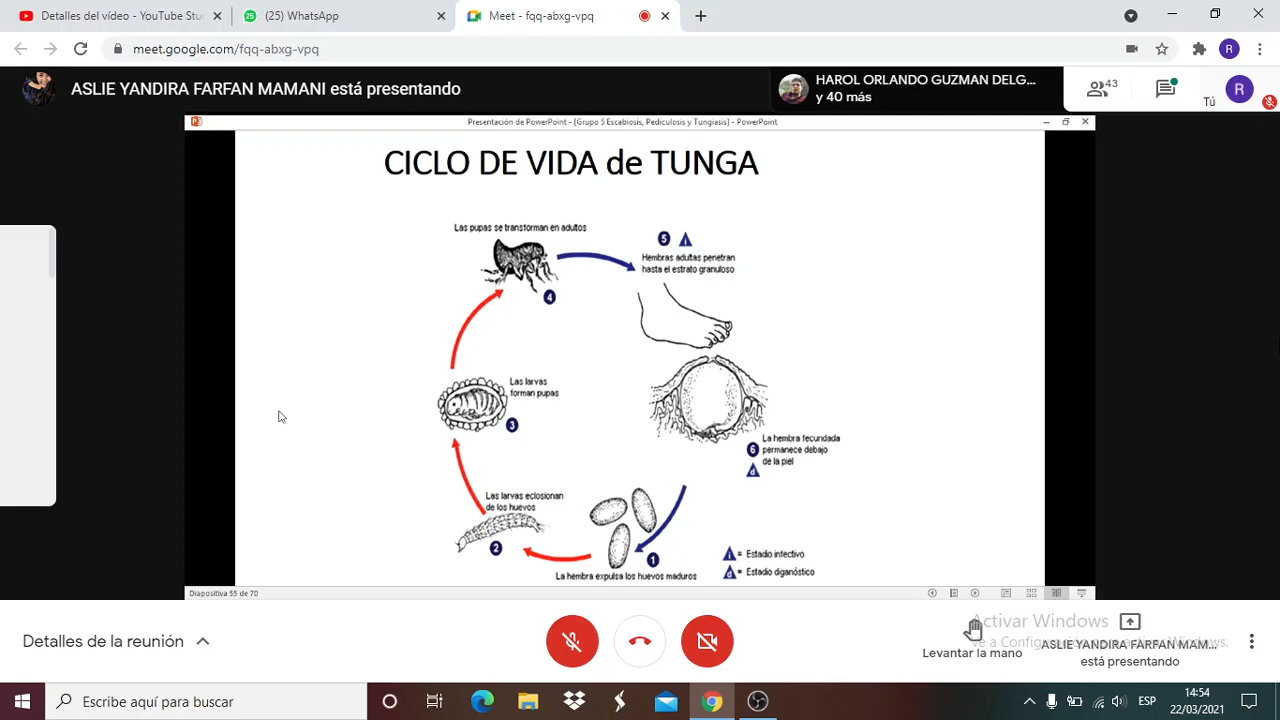 Detalles del vídeo - YouTube Stu
(25) WhatsApp
Meet - fqq-abxg-vpq
meet.google.com/fqq-abxg-vpq
R
ASLIE YANDIRA FARFAN MAMANI está presentando
HAROL ORLANDO GUZMAN DELG...
y 40 más
43
Tú
R
Presentación de PowerPoint - [Grupo 5 Escabiosis, Pediculosis y Tungiasis] - PowerPoint
CICLO DE VIDA de TUNGA
Las pupas se transforman en adultos
4
5 i
Hembras adultas penetran
hasta el estrato granuloso
Las larvas
forman pupas
3
La hembra fecundada
6 permanece debajo
de la piel
d
Las larvas eclosionan
de los huevos
2
1
La hembra expulsa los huevos maduros
i = Estadio infectivo
d = Estadio diganóstico
Diapositiva 55 de 70
Detalles de la reunión
Activar Windows
Ve a Configuración para activar Windows.
Levantar la mano
ASLIE YANDIRA FARFAN MAM...
está presentando
Escribe aquí para buscar
ESP
14:54
22/03/2021